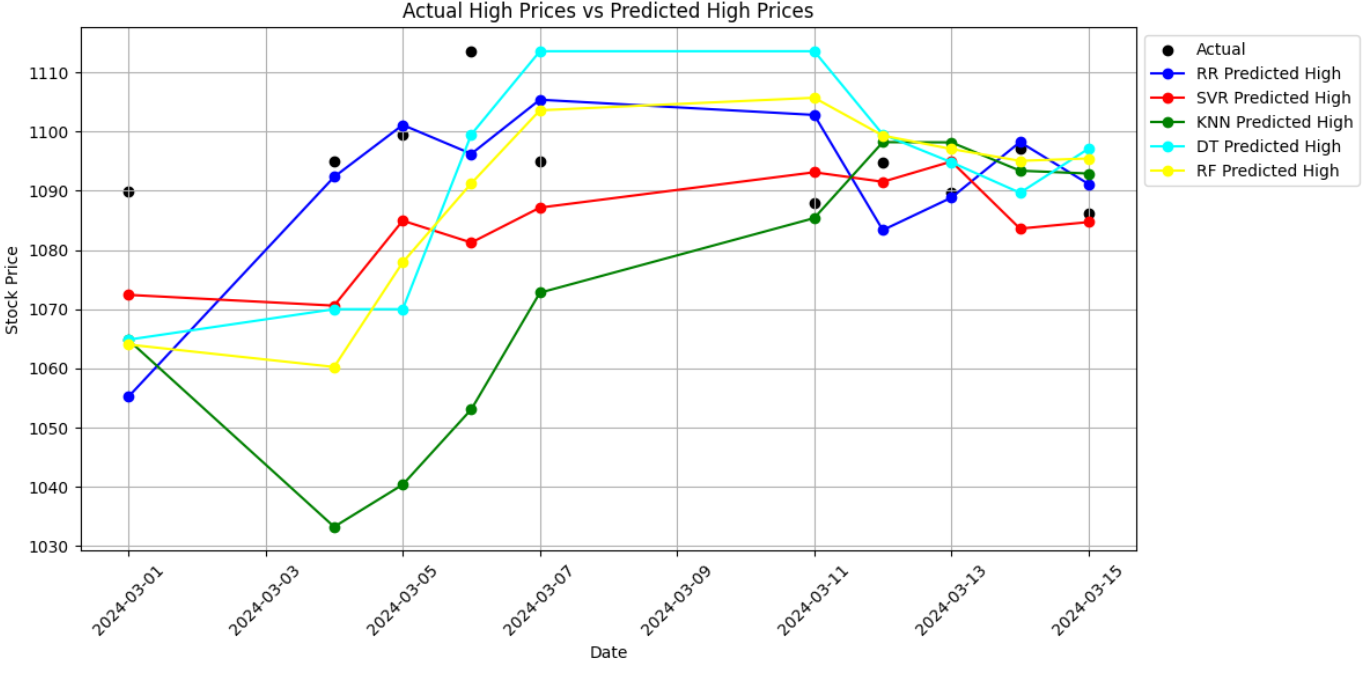 Actual High Prices vs Predicted High Prices
Stock Price
1110
1100
1090
1080
1070
1060
1050
1040
1030
2024-03-01
2024-03-03
2024-03-05
2024-03-07
2024-03-09
2024-03-11
2024-03-13
2024-03-15
Date
Actual
RR Predicted High
SVR Predicted High
KNN Predicted High
DT Predicted High
RF Predicted High